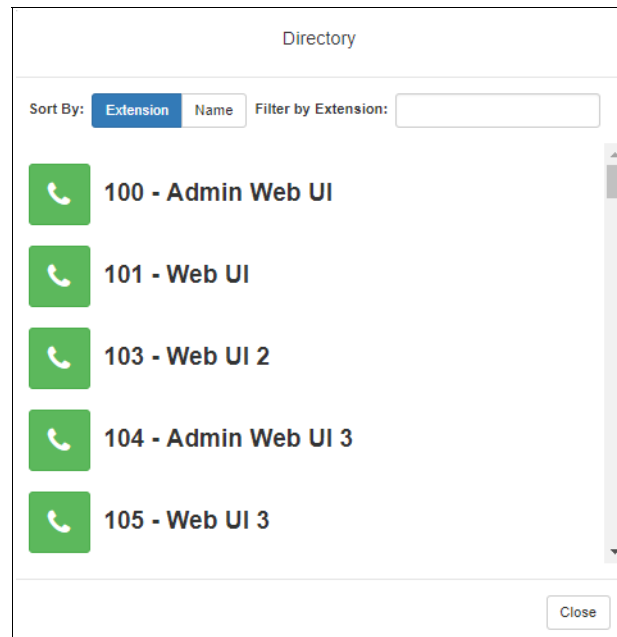 Directory
Sort By: Extension Name Filter by Extension:
100 - Admin Web UI
101 - Web UI
103 - Web UI 2
104 - Admin Web UI 3
105 - Web UI 3
Close